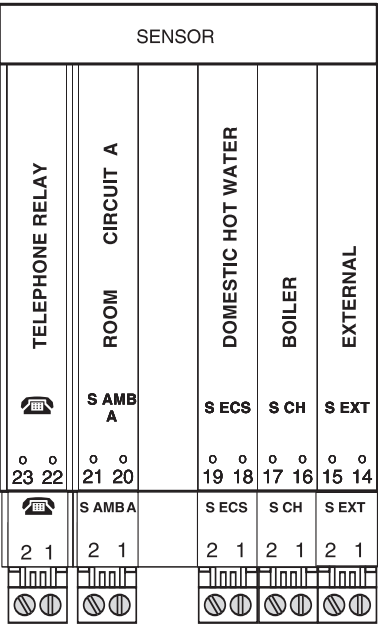 SENSOR
TELEPHONE RELAY
ROOM CIRCUIT A
DOMESTIC HOT WATER
BOILER
EXTERNAL
S AMB
A
S ECS
S CH
S EXT
23 22 21 20 19 18 17 16 15 14
S AMB A S ECS S CH S EXT
2 1 2 1 2 1 2 1 2 1